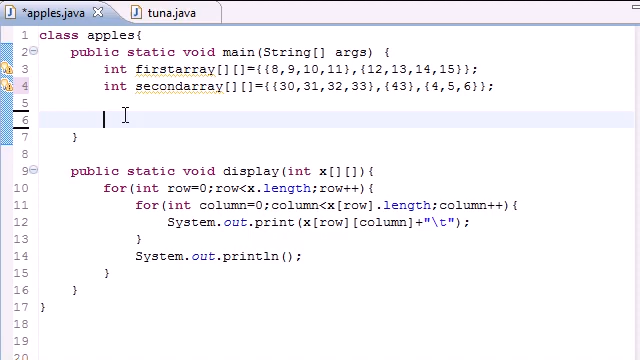 *apples.java
tuna.java
1 class apples{
2 public static void main(String[] args) {
3 int firstarray[][]={{8,9,10,11},{12,13,14,15}};
4 int secondarray[][]={{30,31,32,33},{43},{4,5,6}};
5
6
7 }
8
9 public static void display(int x[][]){
10 for(int row=0;row<x.length;row++){
11 for(int column=0;column<x[row].length;column++){
12 System.out.print(x[row][column]+"\t");
13 }
14 System.out.println();
15 }
16 }
17 }
18
19
20